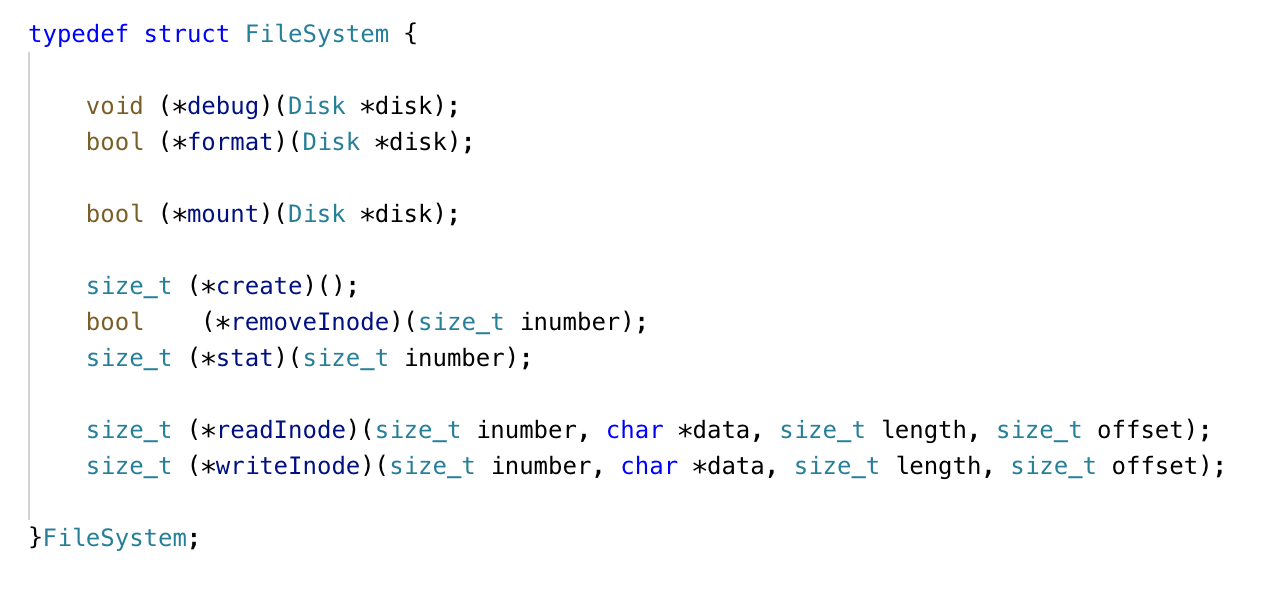 typedef struct FileSystem {
void (*debug)(Disk *disk);
bool (*format)(Disk *disk);
bool (*mount)(Disk *disk);
size_t (*create)();
bool    (*removeInode)(size_t inumber);
size_t (*stat)(size_t inumber);
size_t (*readInode)(size_t inumber, char *data, size_t length, size_t offset);
size_t (*writeInode)(size_t inumber, char *data, size_t length, size_t offset);
}FileSystem;